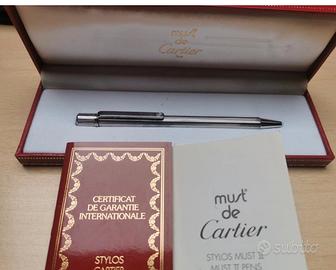 must
de
Cartier
Paris
CERTIFICAT
DE GARANTIE
INTERNATIONALE
STYLOS
CARTIER
must
de
Cartier
STYLOS MUST II
MUST II PENS
subito